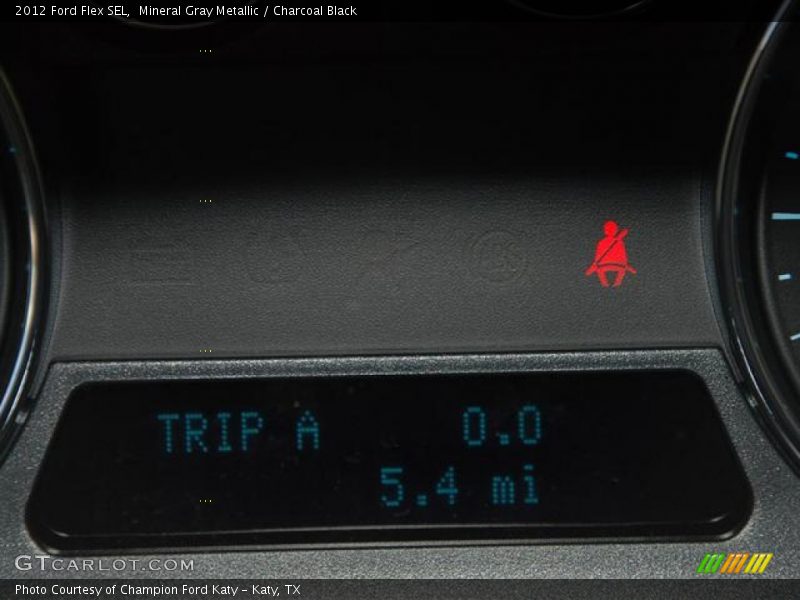 2012 Ford Flex SEL,  Mineral Gray Metallic / Charcoal Black
TRIP A 0.0
5.4 mi
GTCARLOT.COM
Photo Courtesy of Champion Ford Katy - Katy, TX